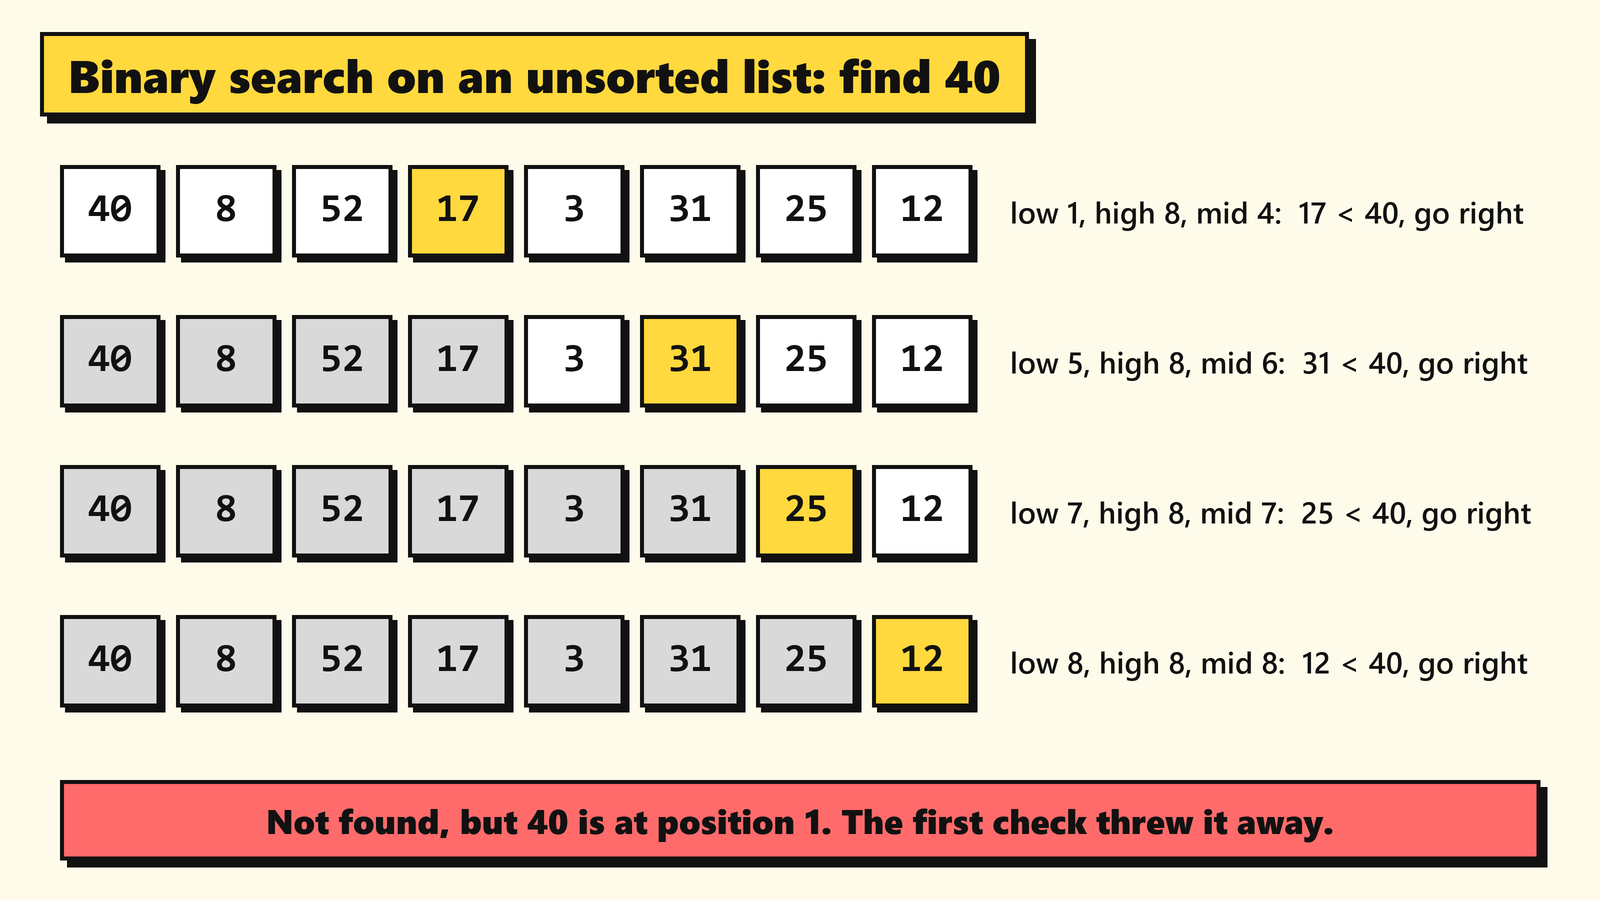 Binary search on an unsorted list: find 40
40 8 52 17 3 31 25 12 low 1, high 8, mid 4: 17 < 40, go right
40 8 52 17 3 31 25 12 low 5, high 8, mid 6: 31 < 40, go right
40 8 52 17 3 31 25 12 low 7, high 8, mid 7: 25 < 40, go right
40 8 52 17 3 31 25 12 low 8, high 8, mid 8: 12 < 40, go right
Not found, but 40 is at position 1. The first check threw it away.